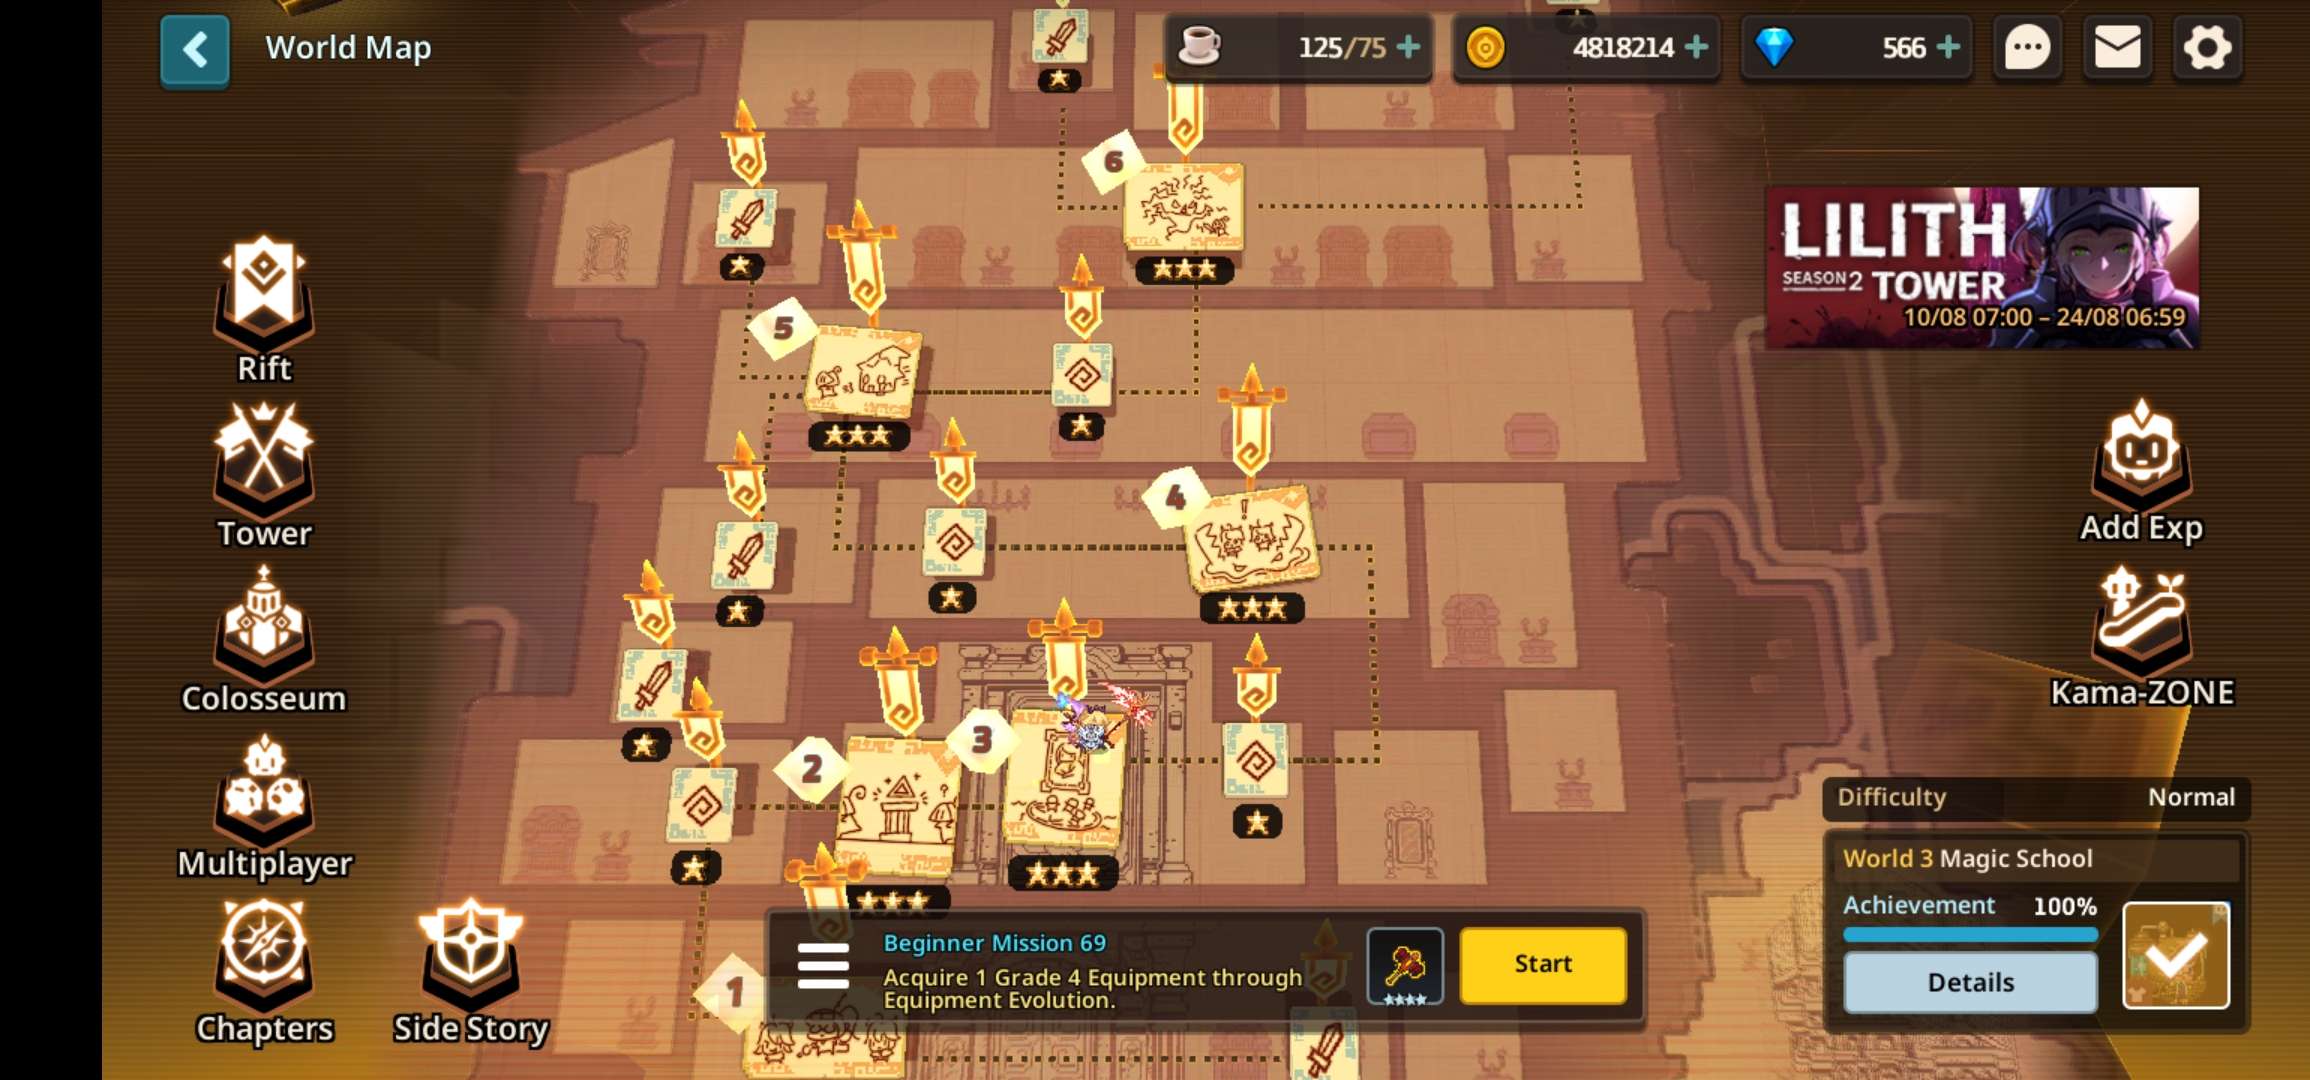 World Map
125/75
4818214
566
6
LILITH
SEASON 2 TOWER
10/08 07:00 – 24/08 06:59
Rift
5
Tower
4
Add Exp
Colosseum
Kama-ZONE
3
2
Multiplayer
Difficulty Normal
World 3 Magic School
Achievement 100%
Details
Beginner Mission 69
Acquire 1 Grade 4 Equipment through
Equipment Evolution.
Start
1
Chapters
Side Story